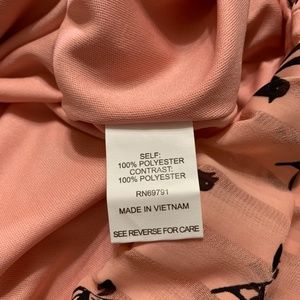 SELF:
100% POLYESTER
CONTRAST:
100% POLYESTER
RN69791
MADE IN VIETNAM
SEE REVERSE FOR CARE